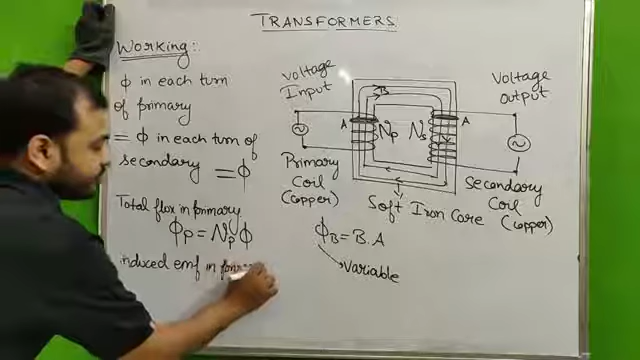 TRANSFORMERS
Working:
ϕ in each turn
of primary
= ϕ in each turn of
secondary = ϕ
Total flux in primary
ϕP = NPϕ
induced emf in
Voltage
Input
Primary
Coil
(copper)
B
A
NP
NS
A
Soft Iron Core
Voltage
Output
Secondary
Coil
(copper)
ϕB = B.A
Variable